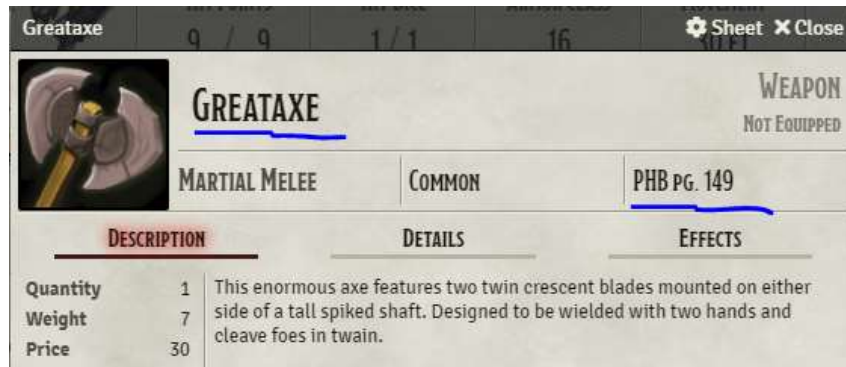 Greataxe Sheet Close
9 / 9 1 / 1 16 30 FT
GREATAXE
WEAPON
NOT EQUIPPED
MARTIAL MELEE COMMON PHB PG. 149
DESCRIPTION DETAILS EFFECTS
Quantity 1
Weight 7
Price 30
This enormous axe features two twin crescent blades mounted on either
side of a tall spiked shaft. Designed to be wielded with two hands and
cleave foes in twain.